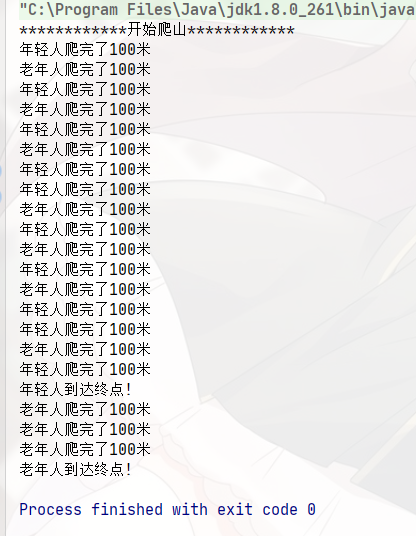 "C:\Program Files\Java\jdk1.8.0_261\bin\java
************开始爬山************
年轻人爬完了100米
老年人爬完了100米
年轻人爬完了100米
老年人爬完了100米
年轻人爬完了100米
老年人爬完了100米
年轻人爬完了100米
年轻人爬完了100米
老年人爬完了100米
年轻人爬完了100米
老年人爬完了100米
老年人爬完了100米
年轻人爬完了100米
年轻人爬完了100米
老年人爬完了100米
年轻人爬完了100米
年轻人到达终点!
老年人爬完了100米
老年人爬完了100米
老年人爬完了100米
老年人到达终点!
Process finished with exit code 0